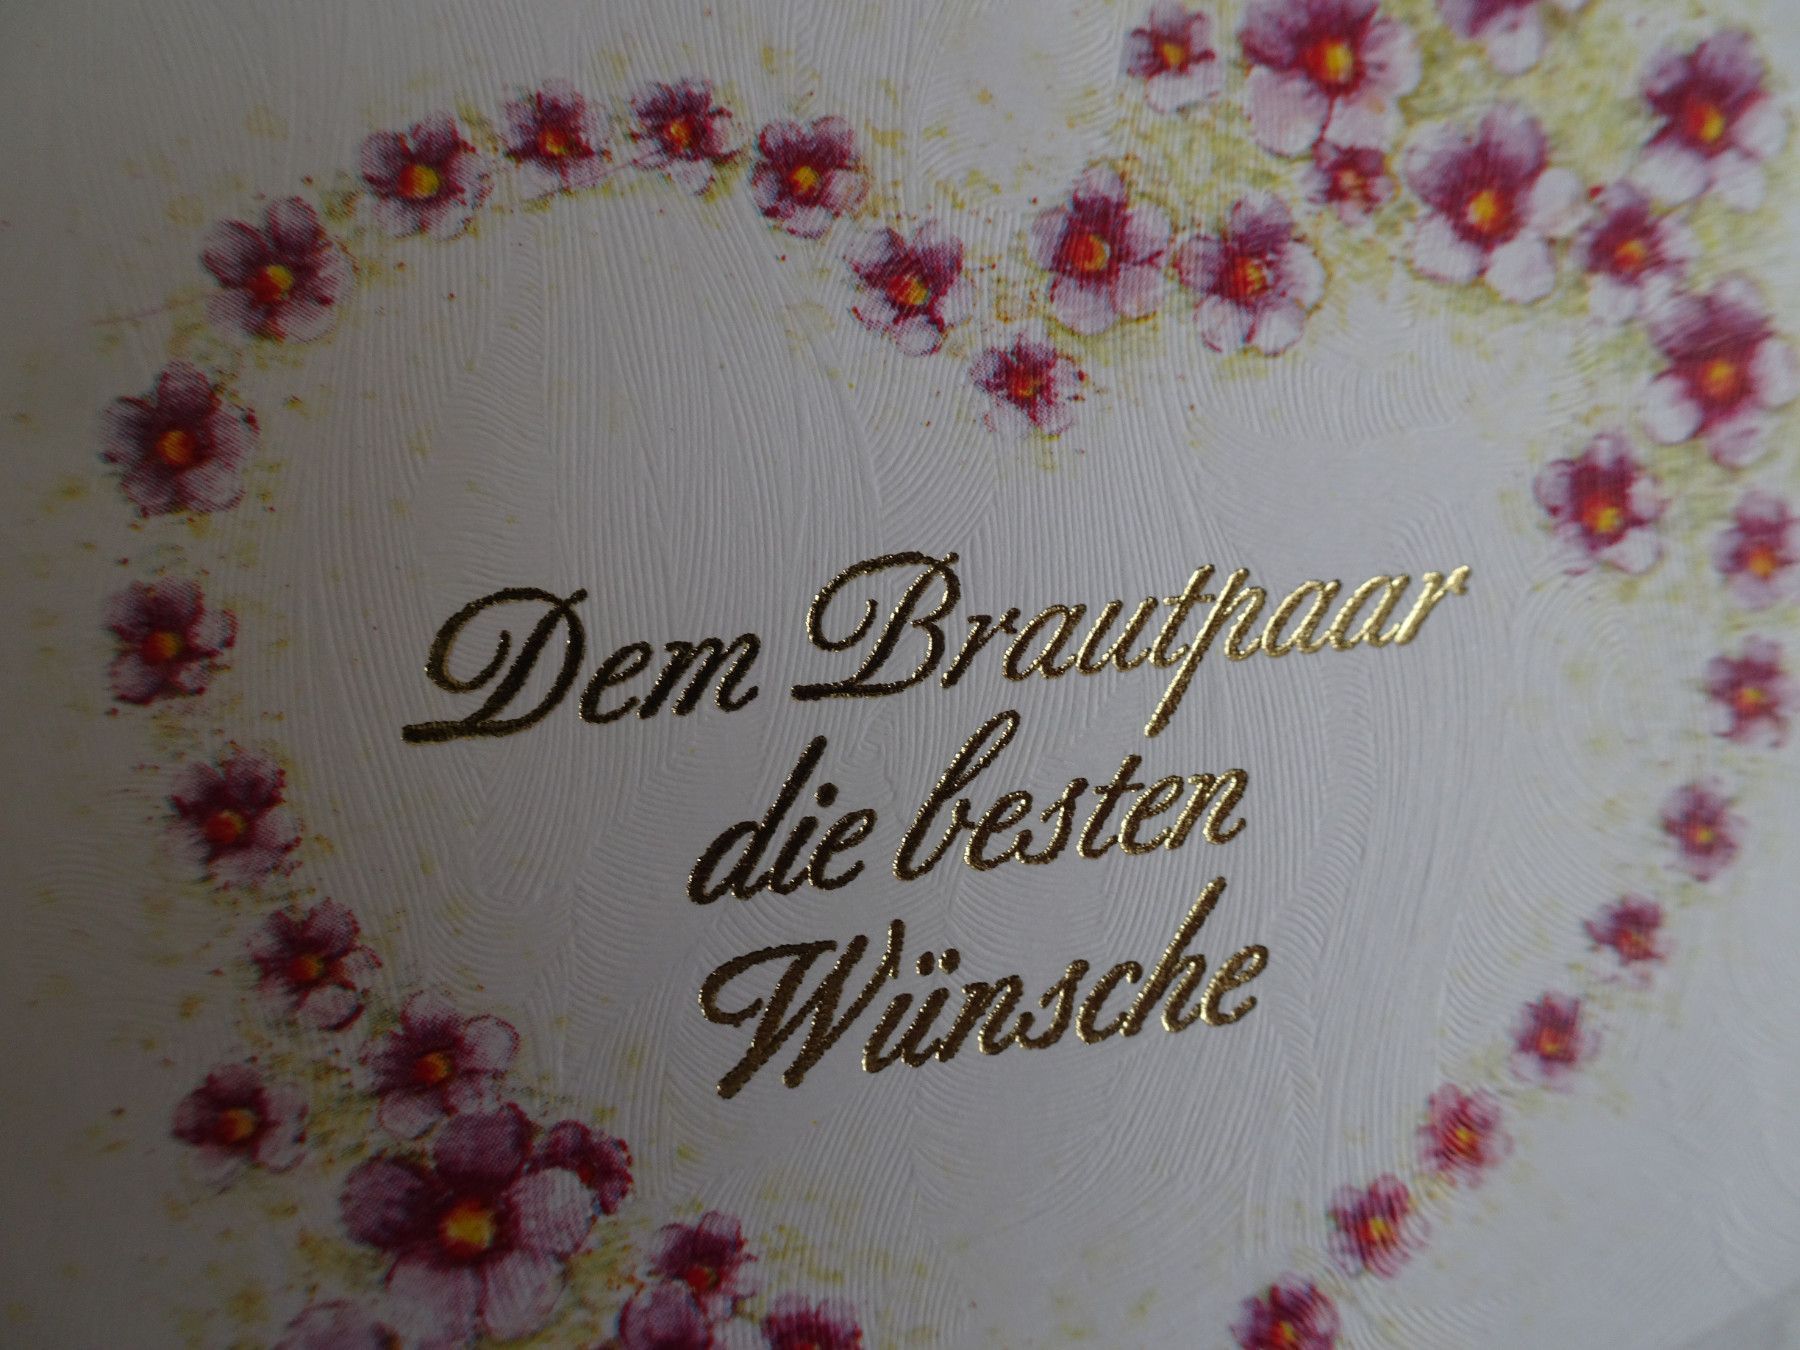 Dem Brautpaar
die besten
Wünsche